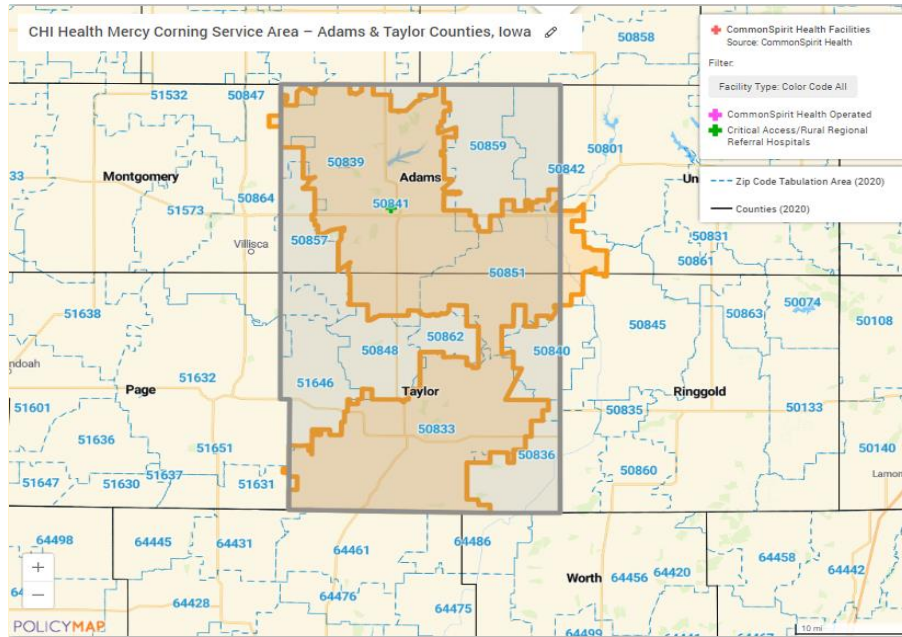 CHI Health Mercy Corning Service Area – Adams & Taylor Counties, Iowa
CommonSpirit Health Facilities
Source: CommonSpirit Health
Filter:
Facility Type: Color Code All
CommonSpirit Health Operated
Critical Access/Rural Regional
Referral Hospitals
Zip Code Tabulation Area (2020)
Counties (2020)
50858
51532
50847
50859
50801
50839
50842
33
Montgomery
Adams
Un
50864
50841
51573
50831
Villisca
50857
50861
50851
50074
51638
50863
50108
50845
50862
50848
50840
ndoah
51632
51646
Page
Taylor
Ringgold
51601
50835
50133
50833
51636
51651
50836
50140
50860
51647
51630
51637
51631
Lamon
64498
64445
64431
64461
64486
64458
64442
Worth
64456
64420
64476
64428
64475
64499
+
−
POLICYMAP
10 mi